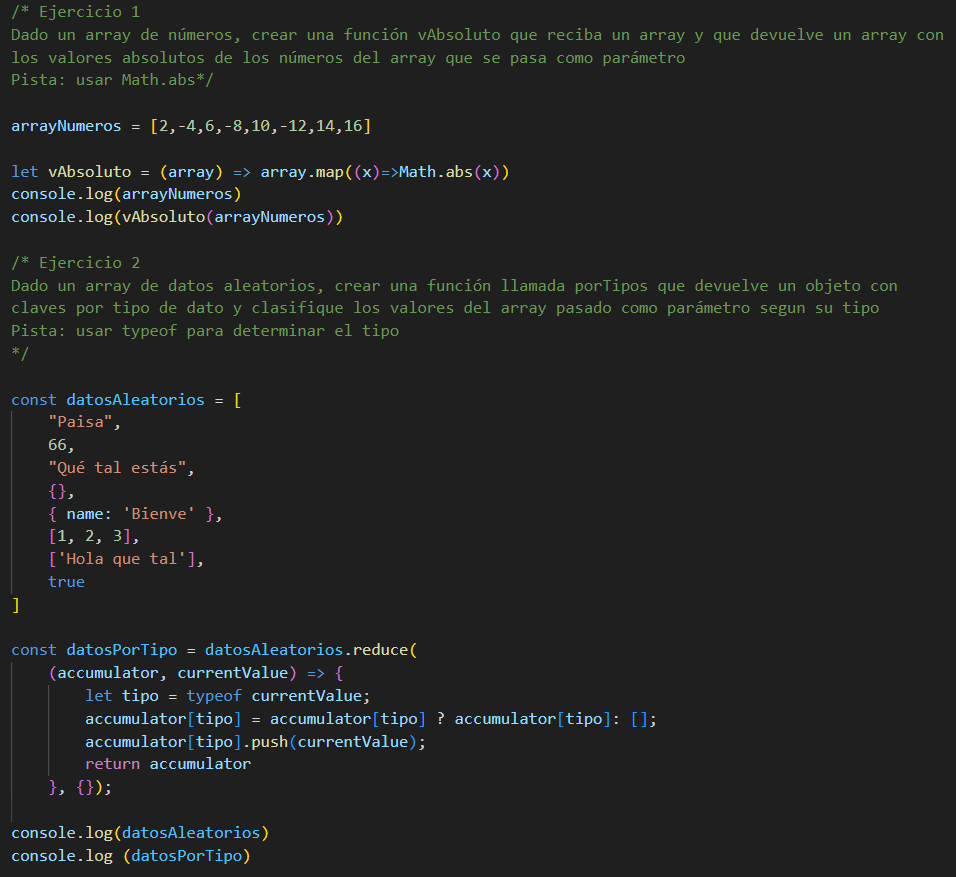 /* Ejercicio 1
Dado un array de números, crear una función vAbsoluto que reciba un array y que devuelve un array con
los valores absolutos de los números del array que se pasa como parámetro
Pista: usar Math.abs*/
arrayNumeros = [2,-4,6,-8,10,-12,14,16]
let vAbsoluto = (array) => array.map((x)=>Math.abs(x))
console.log(arrayNumeros)
console.log(vAbsoluto(arrayNumeros))
/* Ejercicio 2
Dado un array de datos aleatorios, crear una función llamada porTipos que devuelve un objeto con
claves por tipo de dato y clasifique los valores del array pasado como parámetro segun su tipo
Pista: usar typeof para determinar el tipo
*/
const datosAleatorios = [
    "Paisa",
    66,
    "Qué tal estás",
    {},
    { name: 'Bienve' },
    [1, 2, 3],
    ['Hola que tal'],
    true
]
const datosPorTipo = datosAleatorios.reduce(
    (accumulator, currentValue) => {
        let tipo = typeof currentValue;
        accumulator[tipo] = accumulator[tipo] ? accumulator[tipo]: [];
        accumulator[tipo].push(currentValue);
        return accumulator
    }, {});
console.log(datosAleatorios)
console.log (datosPorTipo)